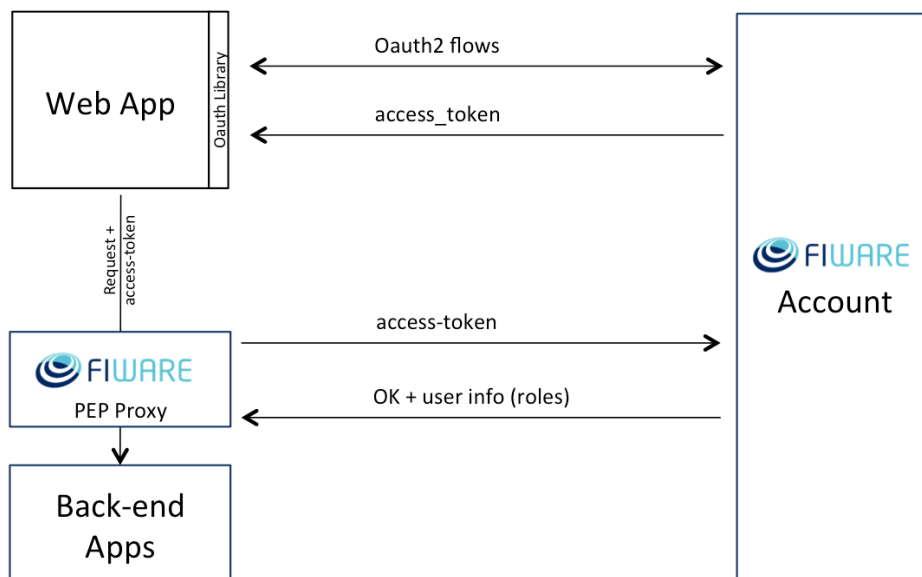 Oauth2 flows
Web App
Oauth Library
access_token
Request +
access-token
FIWARE
Account
access-token
FIWARE
PEP Proxy
OK + user info (roles)
Back-end
Apps